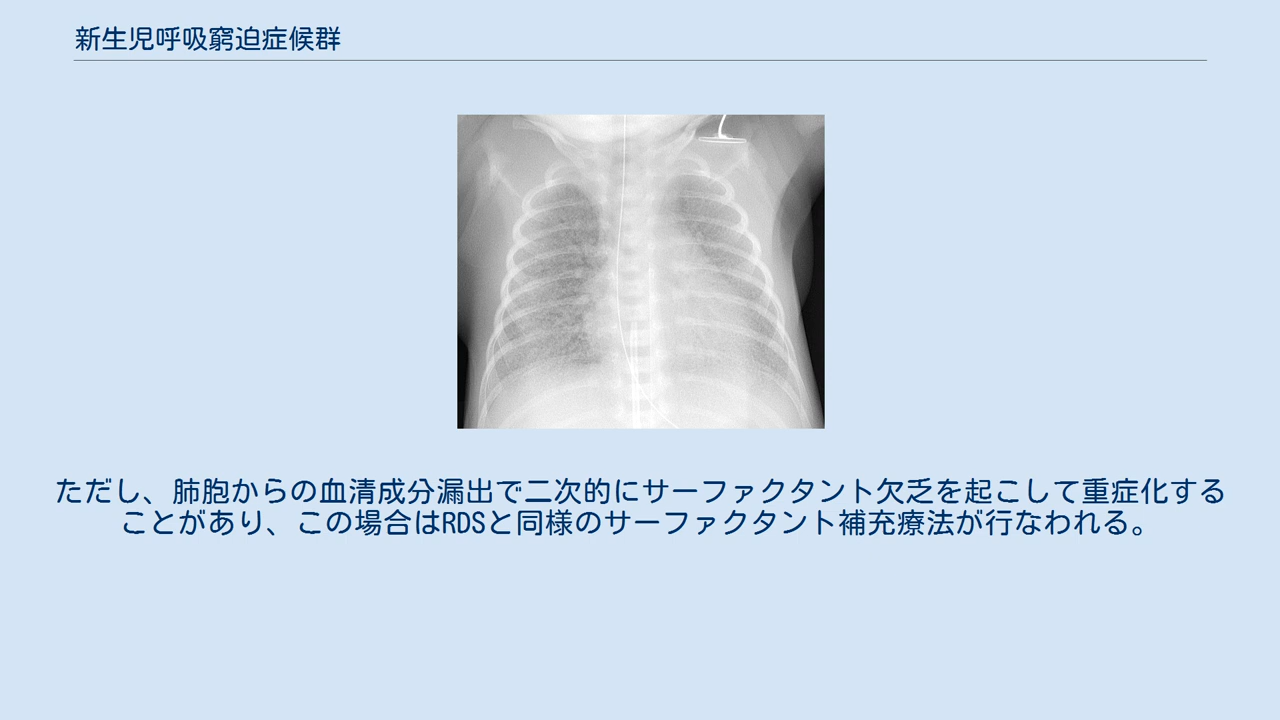 新生児呼吸窮迫症候群
ただし、肺胞からの血清成分漏出で二次的にサーファクタント欠乏を起こして重症化する
ことがあり、この場合はRDSと同様のサーファクタント補充療法が行なわれる。